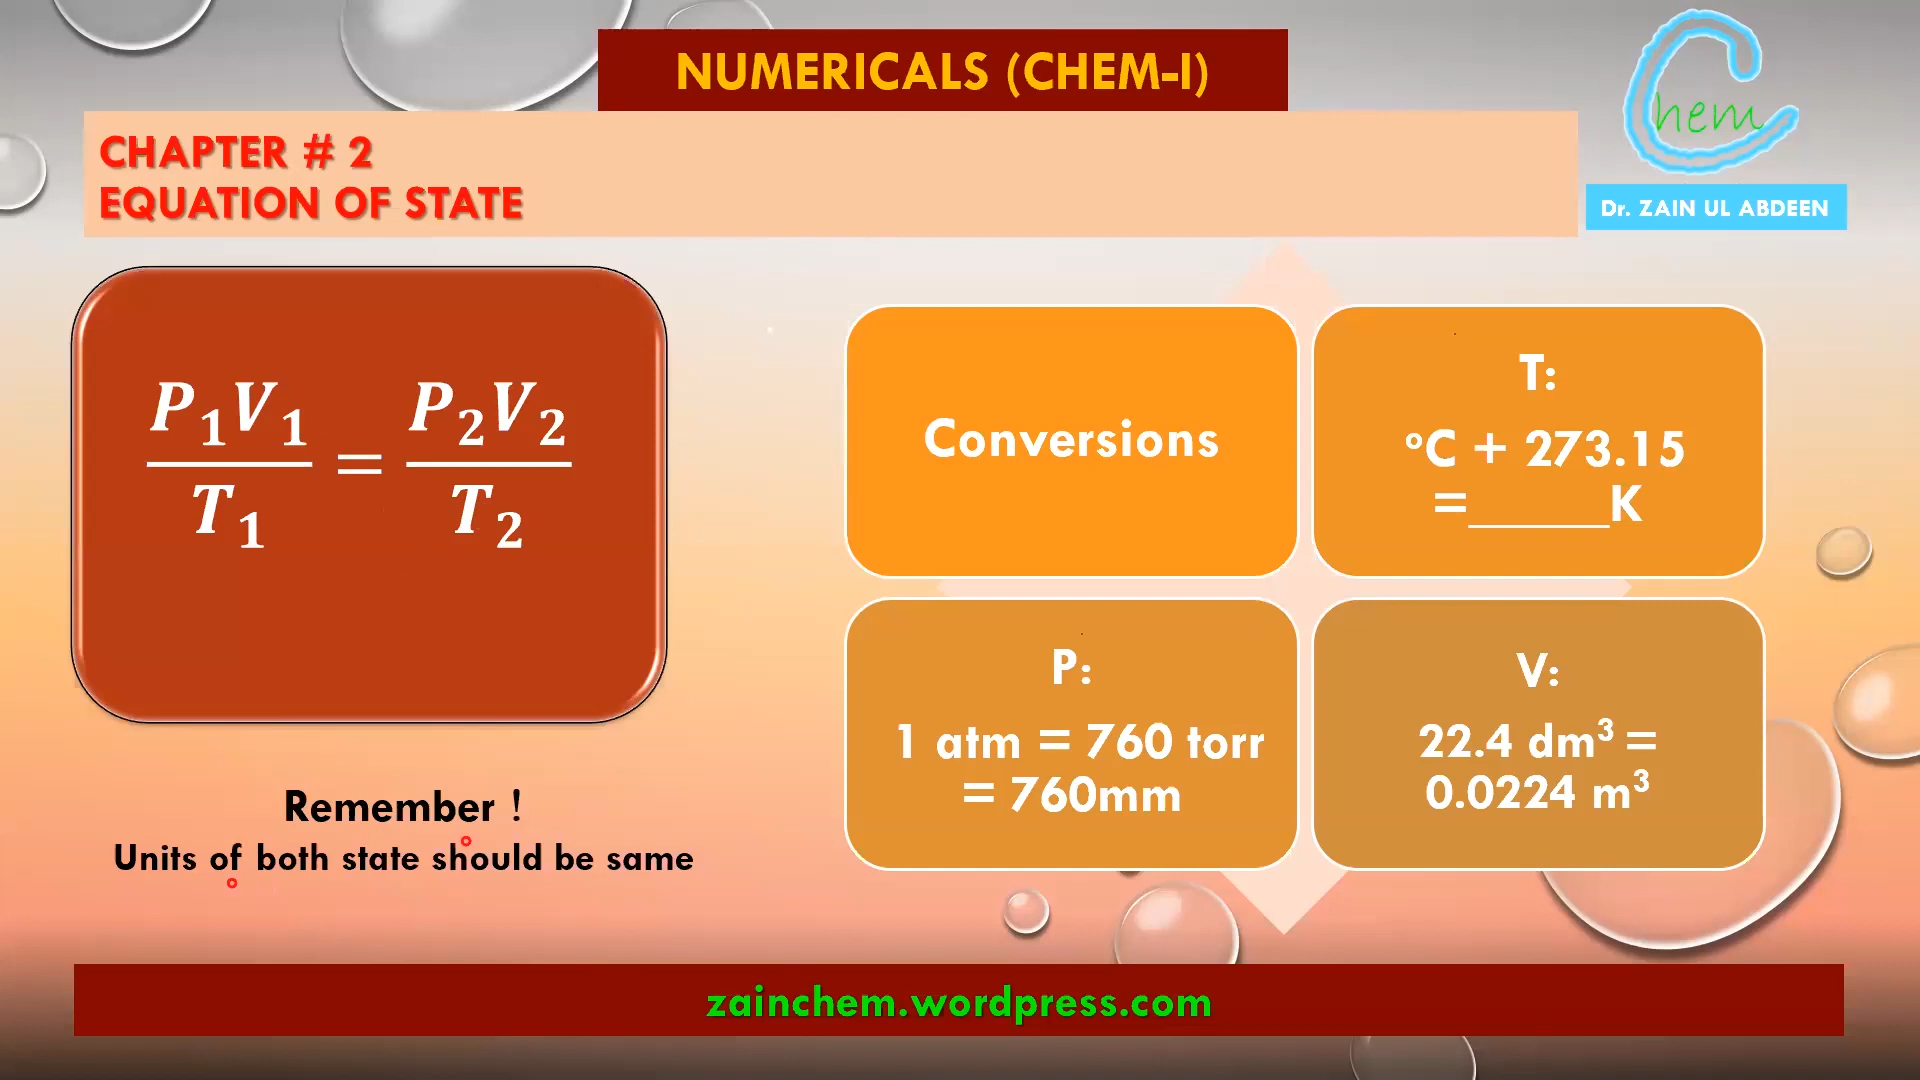 NUMERICALS (CHEM-I)
Chem
Dr. ZAIN UL ABDEEN
CHAPTER # 2
EQUATION OF STATE
P₁V₁/T₁ = P₂V₂/T₂
Remember !
Units of both state should be same
Conversions
T:
°C + 273.15
=______K
P:
1 atm = 760 torr
= 760mm
V:
22.4 dm³ =
0.0224 m³
zainchem.wordpress.com